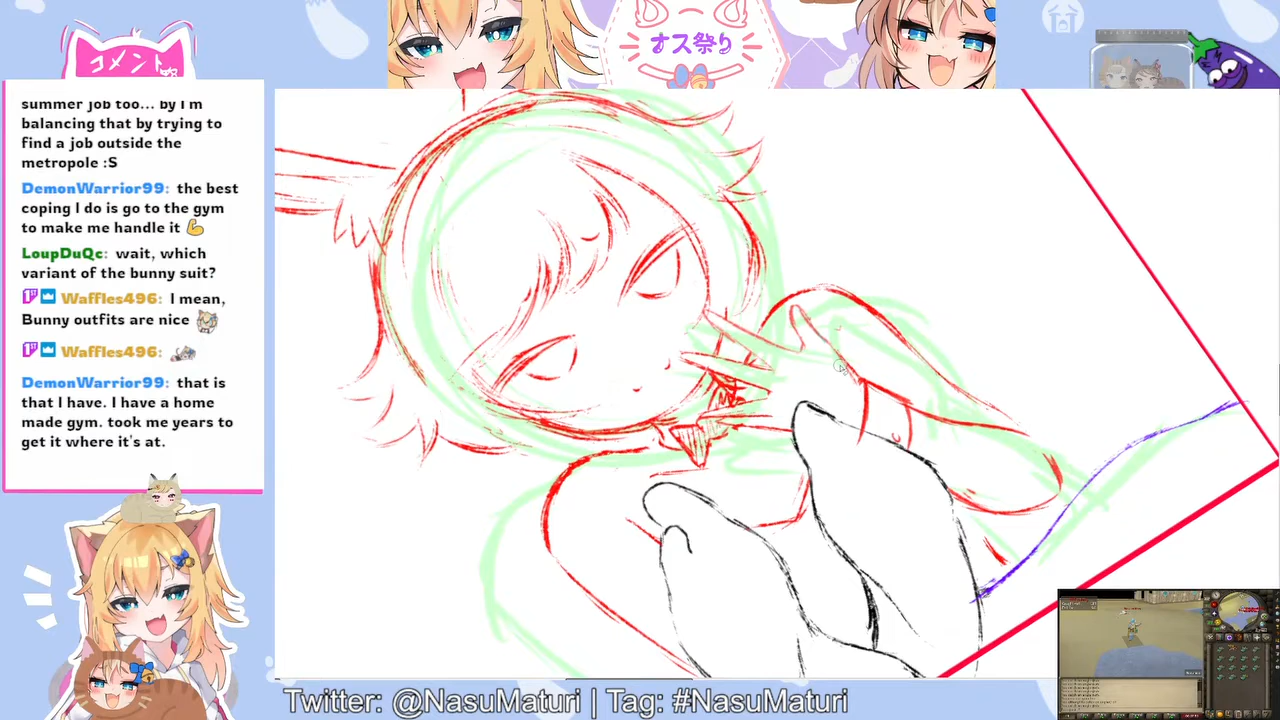 コメント
オス祭り
summer job too... by I m
balancing that by trying to
find a job outside the
metropole :S
DemonWarrior99: the best
coping I do is go to the gym
to make me handle it 💪
LoupDuQc: wait, which
variant of the bunny suit?
Waffles496: I mean,
Bunny outfits are nice
Waffles496:
DemonWarrior99: that is
that I have. I have a home
made gym. took me years to
get it where it's at.
Twitter: @NasuMaturi | Tag: #NasuMaturi